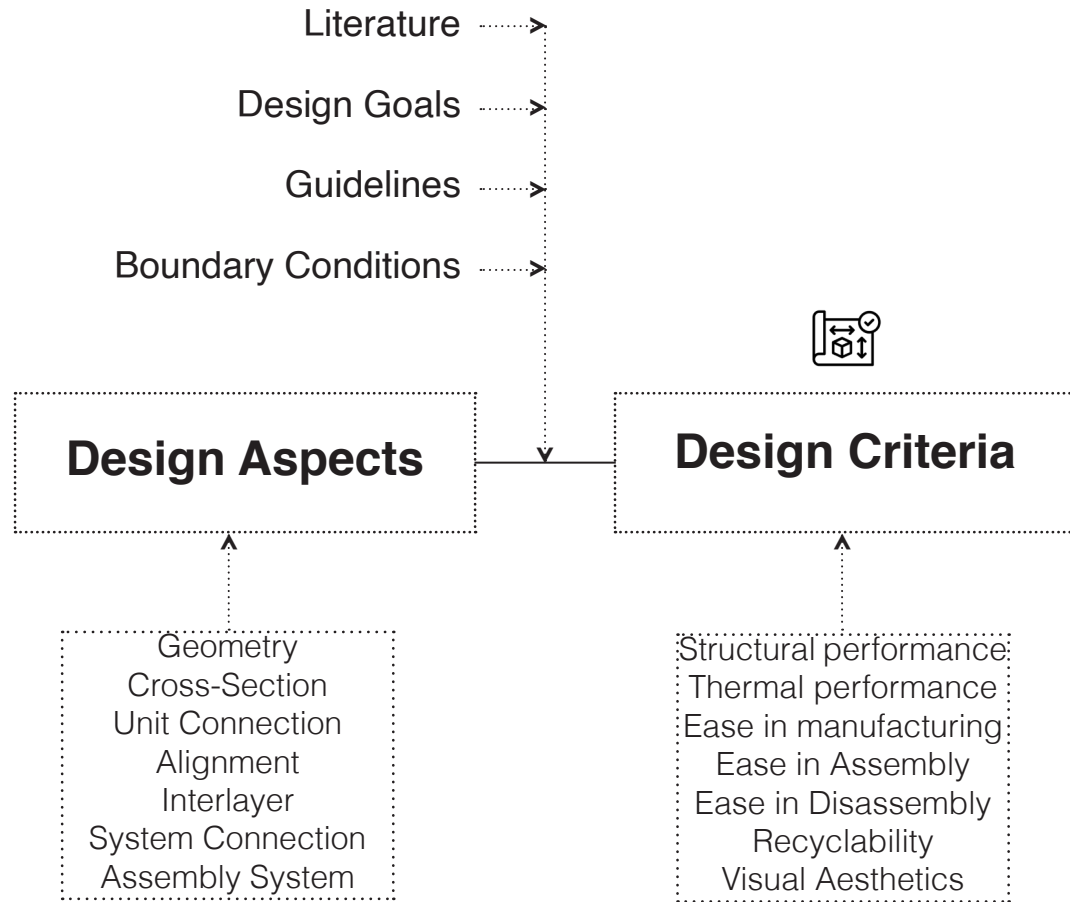 Literature
Design Goals
Guidelines
Boundary Conditions
Design Aspects
Design Criteria
Geometry
Cross-Section
Unit Connection
Alignment
Interlayer
System Connection
Assembly System
Structural performance
Thermal performance
Ease in manufacturing
Ease in Assembly
Ease in Disassembly
Recyclability
Visual Aesthetics